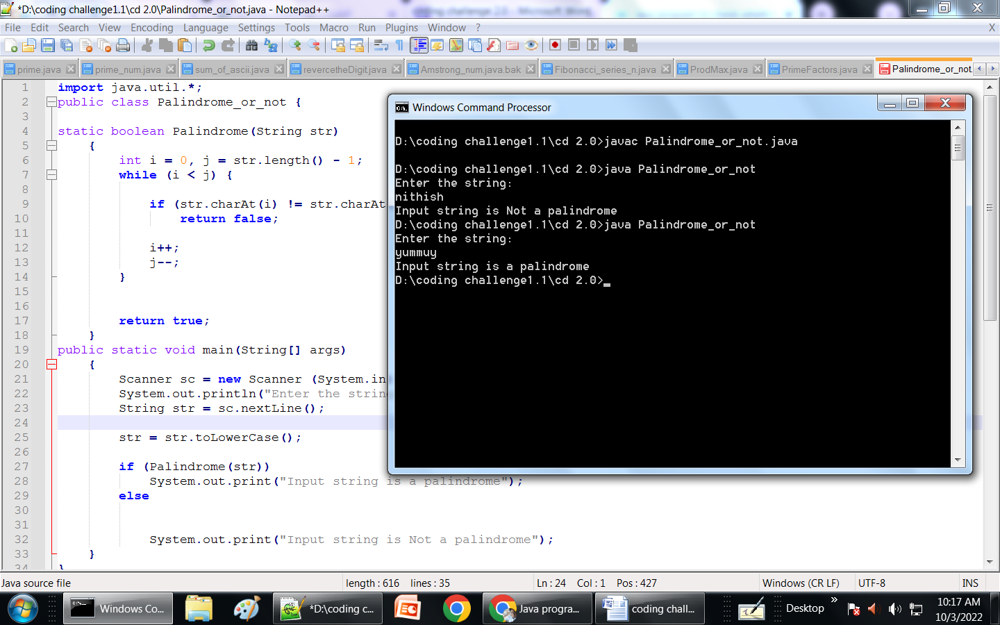 *D:\coding challenge1.1\cd 2.0\Palindrome_or_not.java - Notepad++
File Edit Search View Encoding Language Settings Tools Macro Run Plugins Window ? X
prime.java prime_num.java sum_of_ascii.java revercetheDigit.java Amstrong_num.java.bak Fibonacci_series_n.java ProdMax.java PrimeFactors.java Palindrome_or_not.
1 import java.util.*;
2 public class Palindrome_or_not {
3
4 static boolean Palindrome(String str)
5 {
6 int i = 0, j = str.length() - 1;
7 while (i < j) {
8
9 if (str.charAt(i) != str.charAt
10 return false;
11
12 i++;
13 j--;
14 }
15
16
17 return true;
18 }
19 public static void main(String[] args)
20 {
21 Scanner sc = new Scanner (System.in
22 System.out.println("Enter the string
23 String str = sc.nextLine();
24
25 str = str.toLowerCase();
26
27 if (Palindrome(str))
28 System.out.print("Input string is a palindrome");
29 else
30
31
32 System.out.print("Input string is Not a palindrome");
33 }
34 }
Windows Command Processor
D:\coding challenge1.1\cd 2.0>javac Palindrome_or_not.java
D:\coding challenge1.1\cd 2.0>java Palindrome_or_not
Enter the string:
nithish
Input string is Not a palindrome
D:\coding challenge1.1\cd 2.0>java Palindrome_or_not
Enter the string:
yummuy
Input string is a palindrome
D:\coding challenge1.1\cd 2.0>
Java source file length : 616 lines : 35 Ln : 24 Col : 1 Pos : 427 Windows (CR LF) UTF-8 INS
Windows Co... *D:\coding c... Java progra... coding chall... Desktop » 10:17 AM
10/3/2022